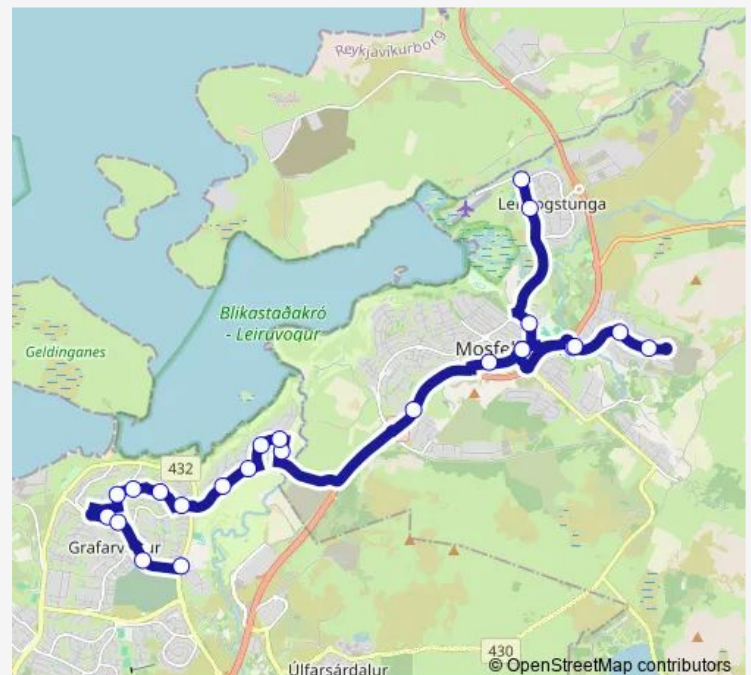 Reykjavíkurborg
Blikastaðakró
- Leiruvogur
Geldinganes
432
Úlfarsárdalur
430
© OpenStreetMap contributors